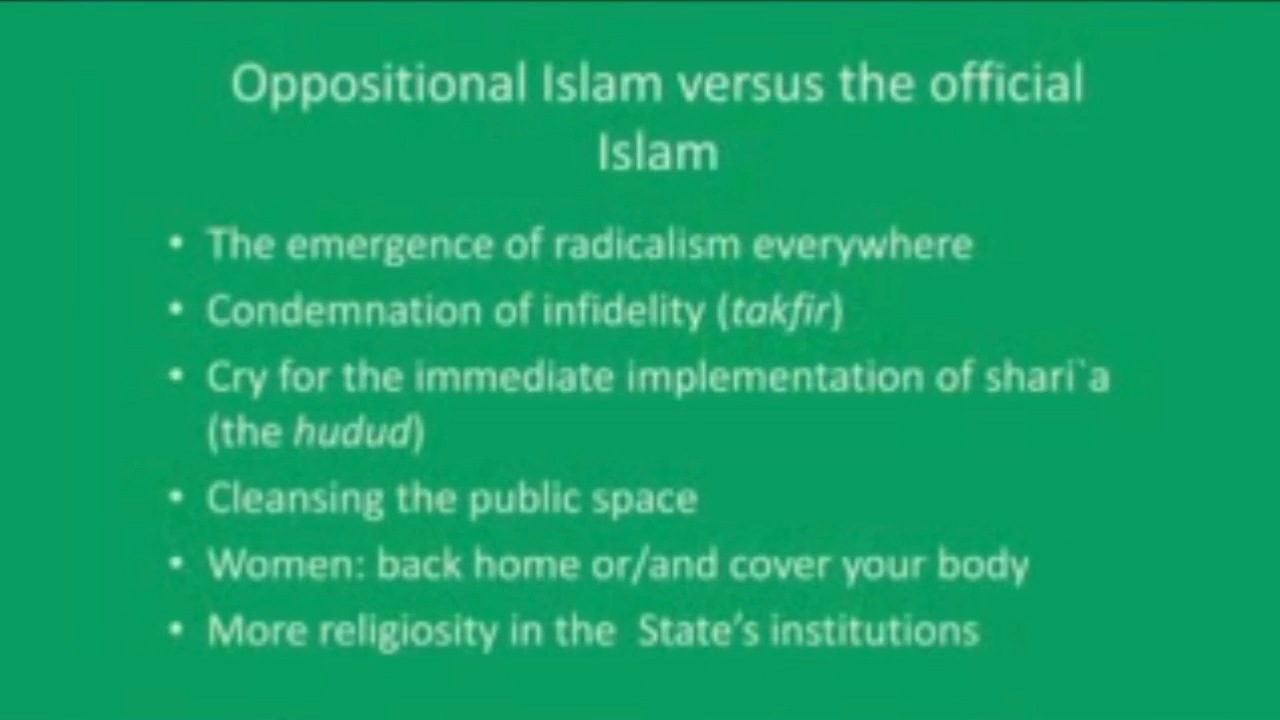 Oppositional Islam versus the official
Islam
• The emergence of radicalism everywhere
• Condemnation of infidelity (takfir)
• Cry for the immediate implementation of shari`a
(the hudud)
• Cleansing the public space
• Women: back home or/and cover your body
• More religiosity in the  State’s institutions